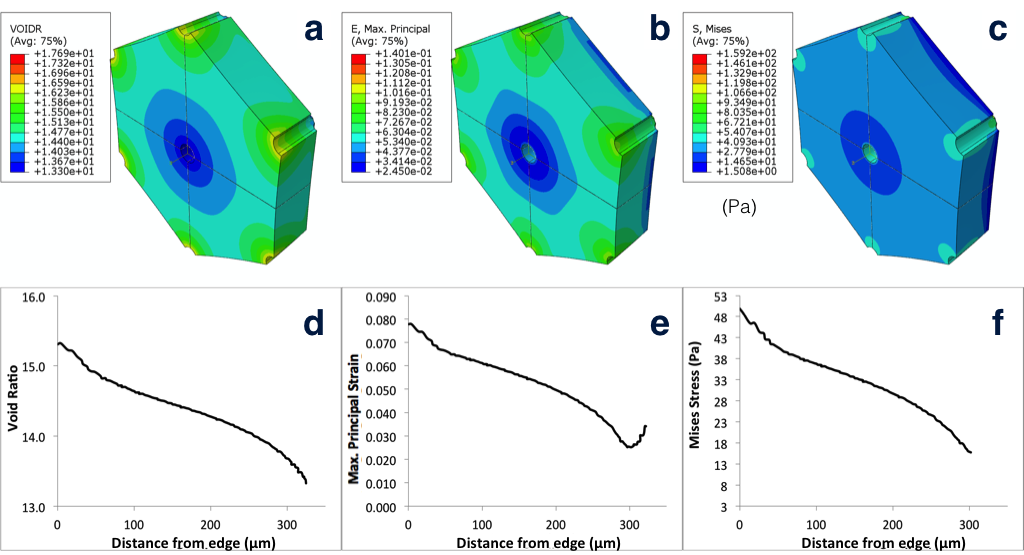 VOIDR
(Avg: 75%)
+1.769e+01
+1.732e+01
+1.696e+01
+1.659e+01
+1.623e+01
+1.586e+01
+1.550e+01
+1.513e+01
+1.477e+01
+1.440e+01
+1.403e+01
+1.367e+01
+1.330e+01
a
E, Max. Principal
(Avg: 75%)
+1.401e-01
+1.305e-01
+1.208e-01
+1.112e-01
+1.016e-01
+9.193e-02
+8.230e-02
+7.267e-02
+6.304e-02
+5.340e-02
+4.377e-02
+3.414e-02
+2.450e-02
b
S, Mises
(Avg: 75%)
+1.592e+02
+1.461e+02
+1.329e+02
+1.198e+02
+1.066e+02
+9.349e+01
+8.035e+01
+6.721e+01
+5.407e+01
+4.093e+01
+2.779e+01
+1.465e+01
+1.508e+00
c
(Pa)
d
Void Ratio
16.0
15.0
14.0
13.0
0 100 200 300
Distance from edge (µm)
e
Max. Principal Strain
0.090
0.080
0.070
0.060
0.050
0.040
0.030
0.020
0.010
0.000
0 100 200 300
Distance from edge (µm)
f
Mises Stress (Pa)
53
48
43
38
33
28
23
18
13
8
3
0 100 200 300
Distance from edge (µm)